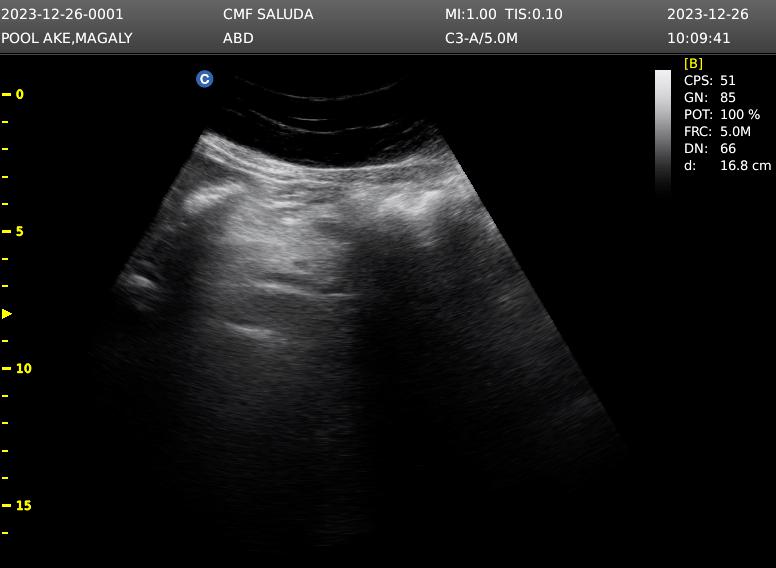 2023-12-26-0001 CMF SALUDA MI:1.00 TIS:0.10 2023-12-26
POOL AKE,MAGALY ABD C3-A/5.0M 10:09:41
C
[B]
CPS: 51
GN: 85
POT: 100 %
FRC: 5.0M
DN: 66
d: 16.8 cm
0
5
10
15